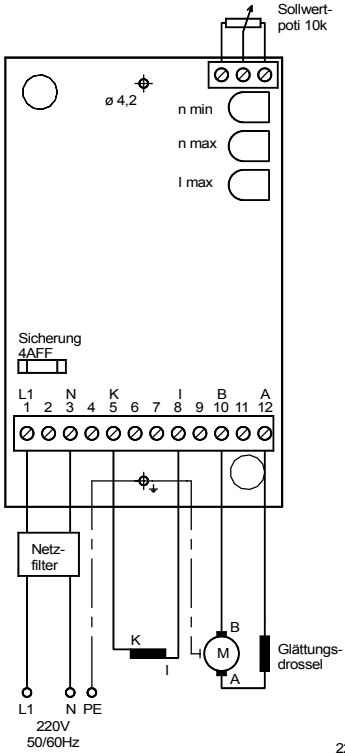 Sollwert-
poti 10k
ø 4,2
n min
n max
I max
Sicherung
4AFF
L1 N K I B A
1 2 3 4 5 6 7 8 9 10 11 12
Netz-
filter
K
I
B
M
A
Glättungs-
drossel
L1 N PE
220V
50/60Hz
22